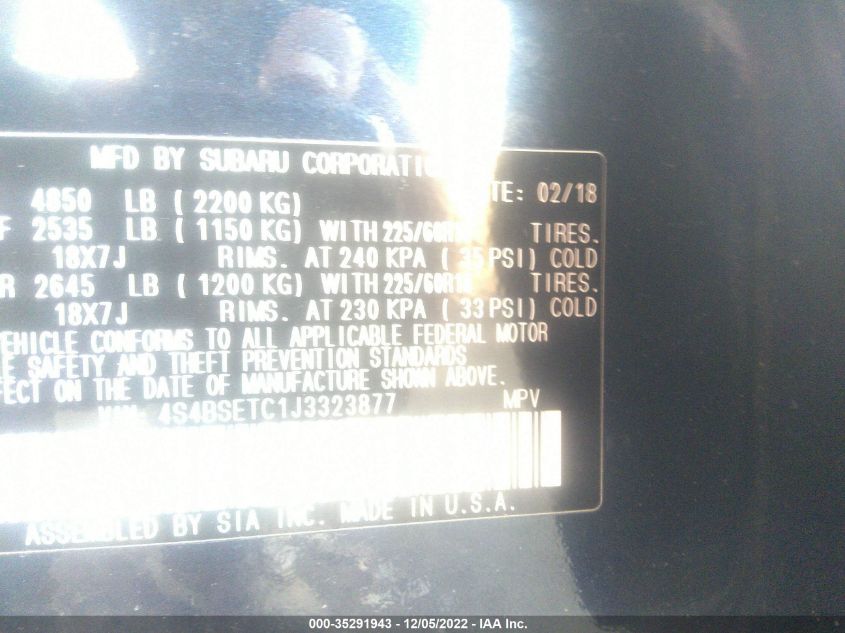 MFD BY SUBARU CORPORATIO TE: 02/18
4850 LB ( 2200 KG)
F 2535 LB ( 1150 KG) WITH 225/60R18 TIRES.
18X7J RIMS. AT 240 KPA ( 35 PSI) COLD
R 2645 LB ( 1200 KG) WITH 225/60R18 TIRES.
18X7J RIMS. AT 230 KPA ( 33 PSI) COLD
EHICLE CONFORMS TO ALL APPLICABLE FEDERAL MOTOR
E SAFETY AND THEFT PREVENTION STANDARDS
FECT ON THE DATE OF MANUFACTURE SHOWN ABOVE.
4S4BSETC1J3323877 MPV
ASSEMBLED BY SIA INC. MADE IN U.S.A.
000-35291943 - 12/05/2022 - IAA Inc.